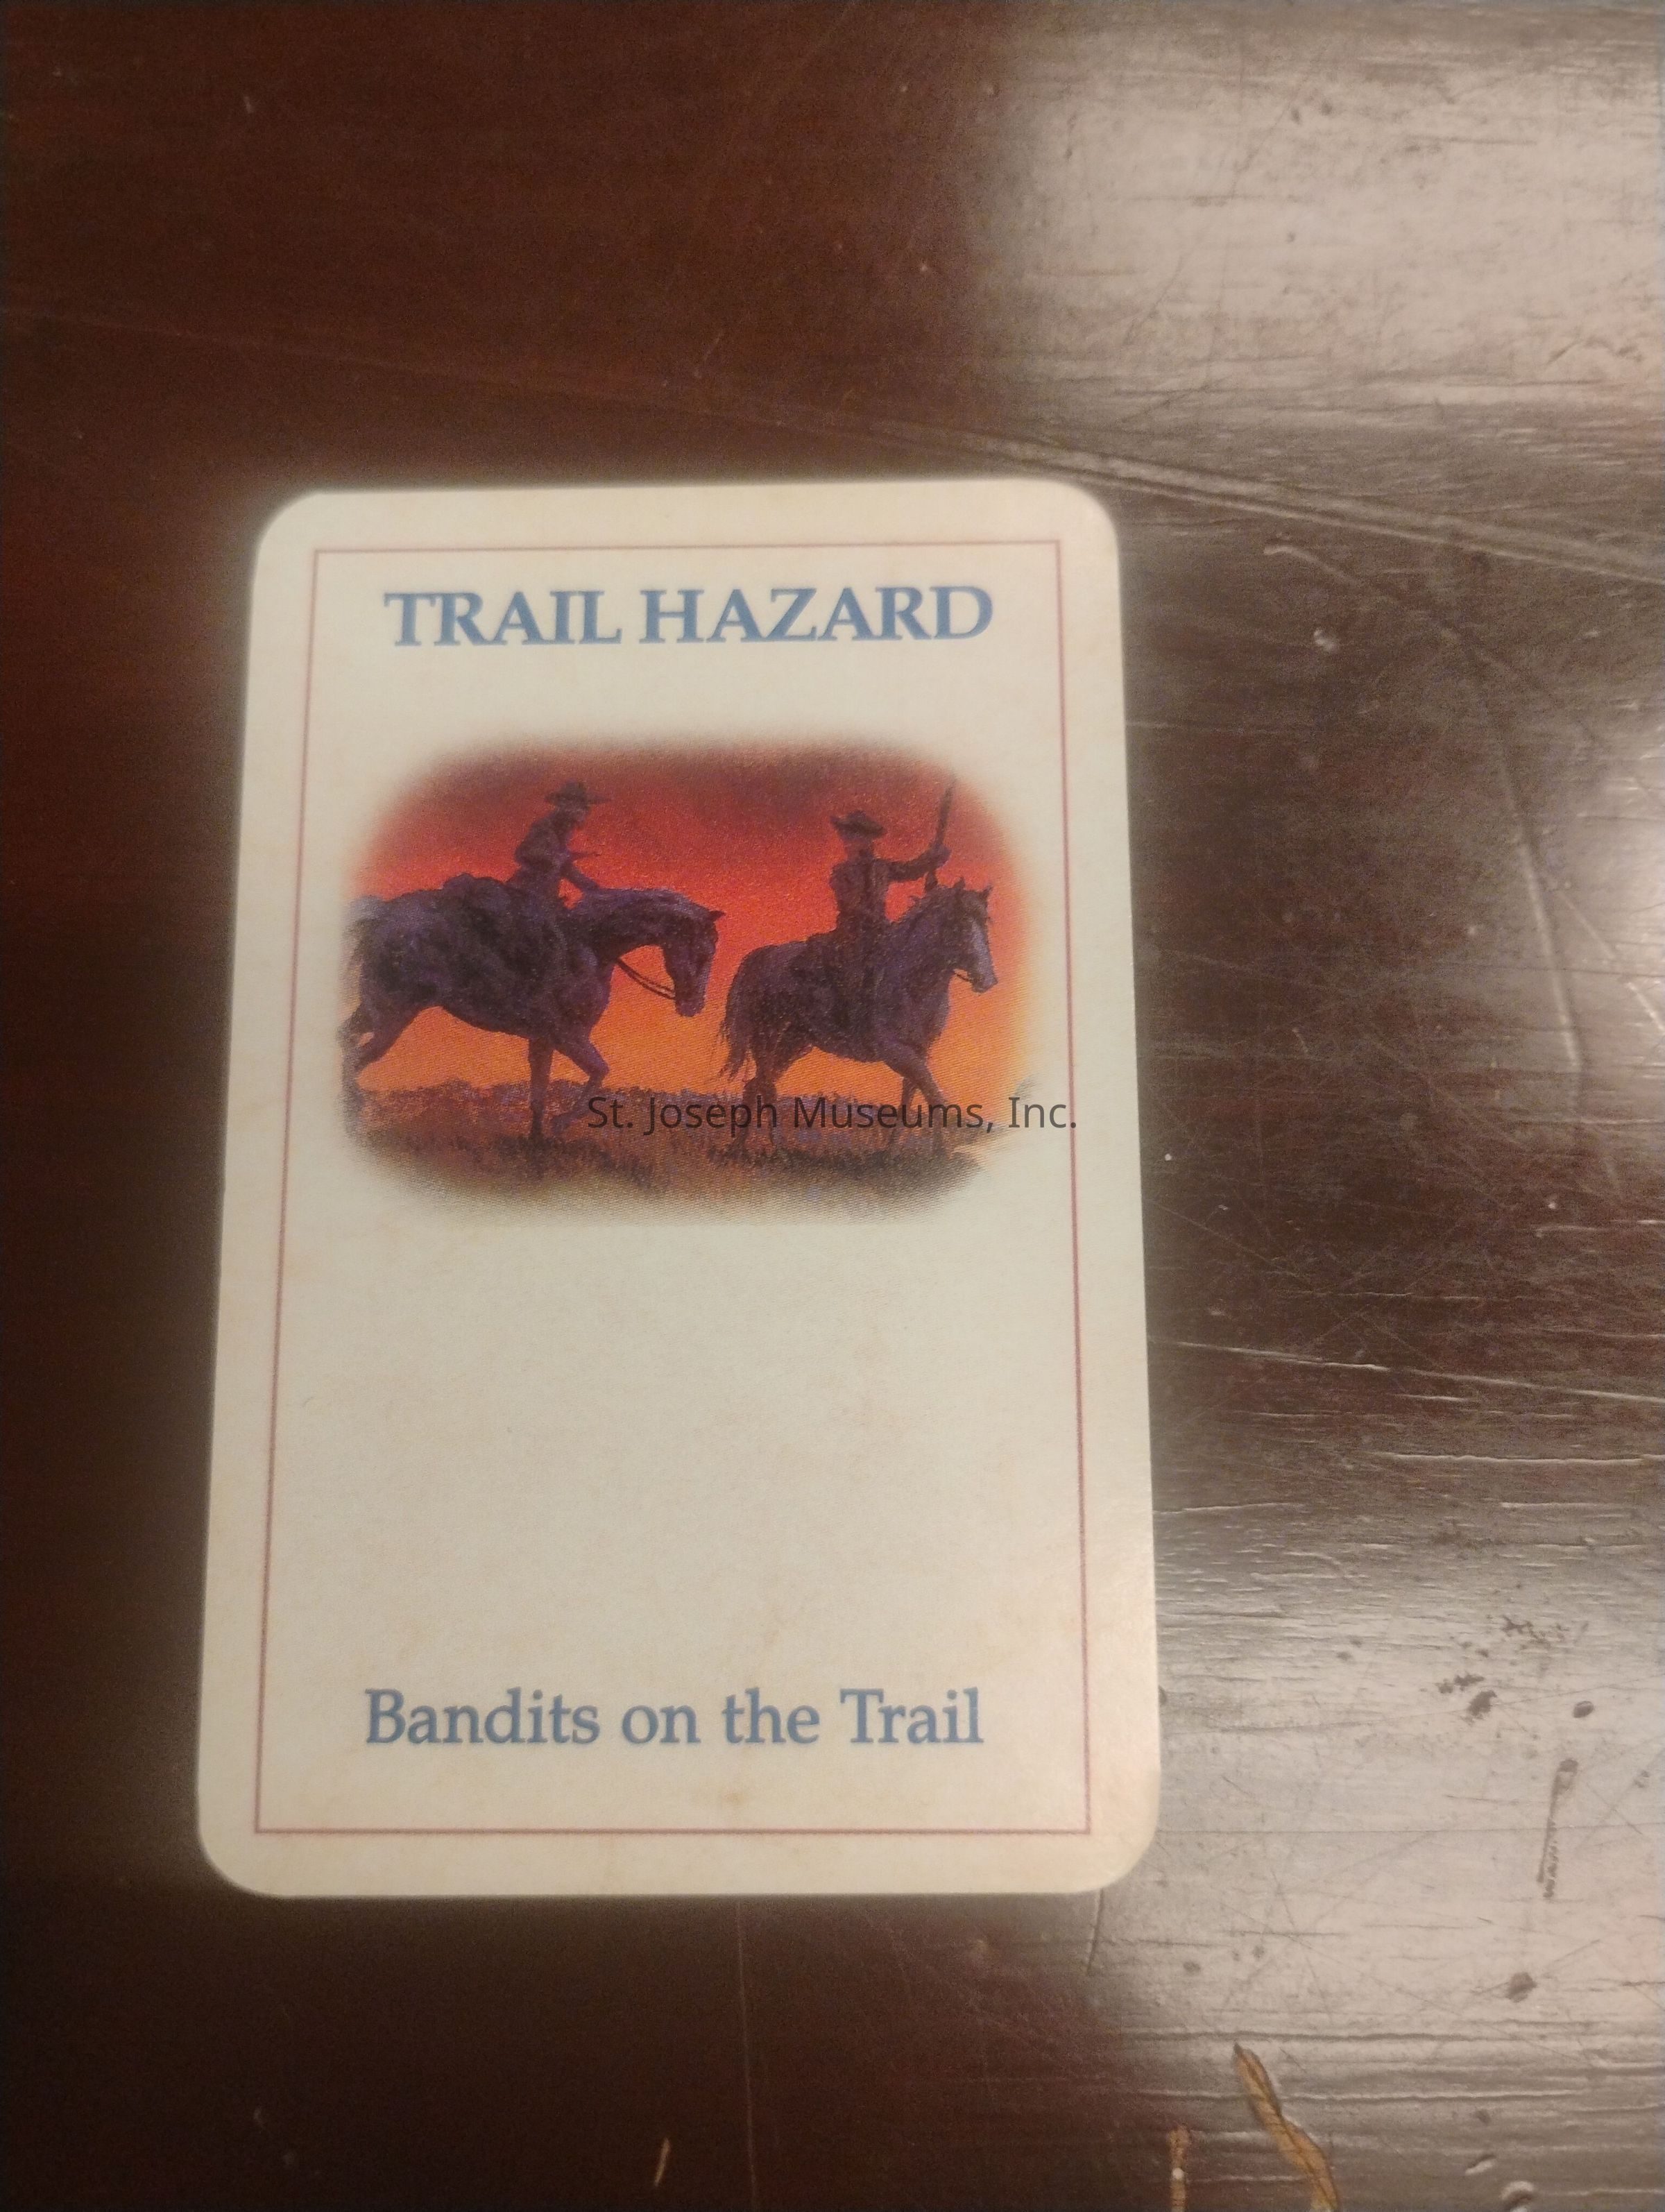 TRAIL HAZARD
St. Joseph Museums, Inc.
Bandits on the Trail